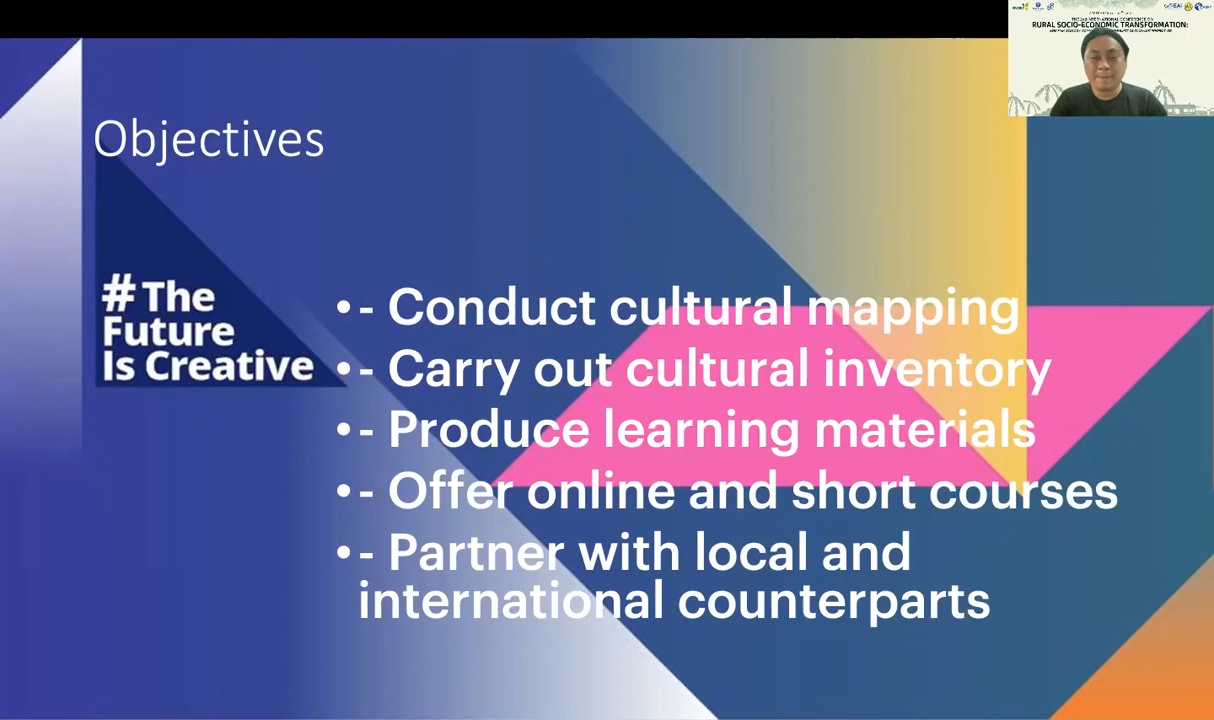 RURAL SOCIO-ECONOMIC TRANSFORMATION:
Objectives
#The
Future
Is Creative
•- Conduct cultural mapping
•- Carry out cultural inventory
•- Produce learning materials
•- Offer online and short courses
•- Partner with local and
international counterparts